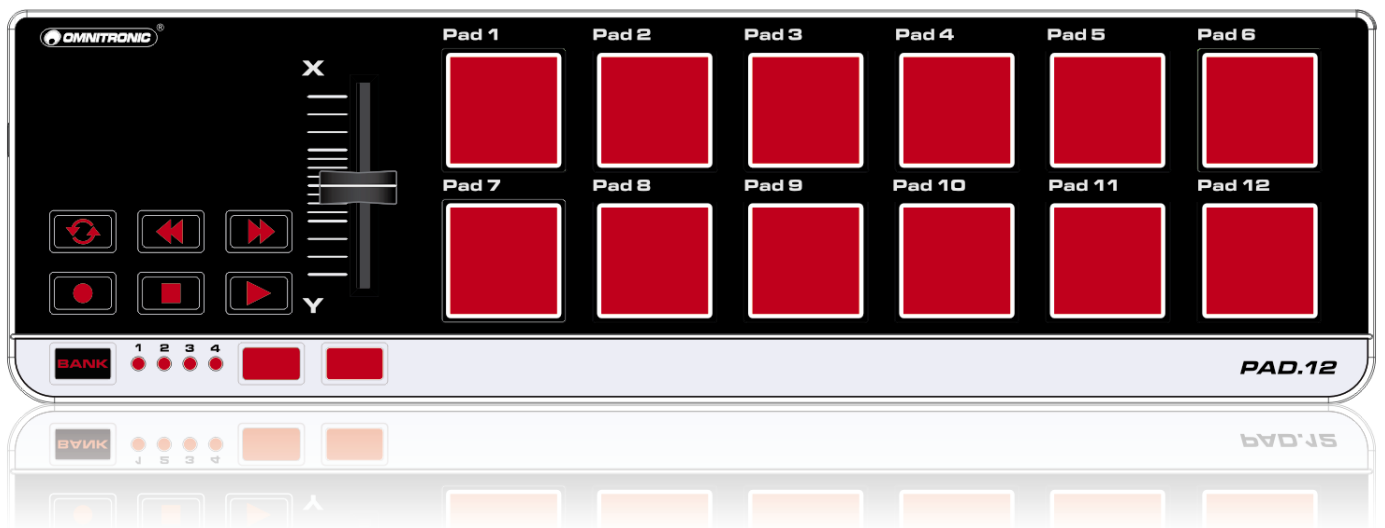 OMNITRONIC®
X
Y
Pad 1 Pad 2 Pad 3 Pad 4 Pad 5 Pad 6
Pad 7 Pad 8 Pad 9 Pad 10 Pad 11 Pad 12
BANK
1 2 3 4
PAD.12